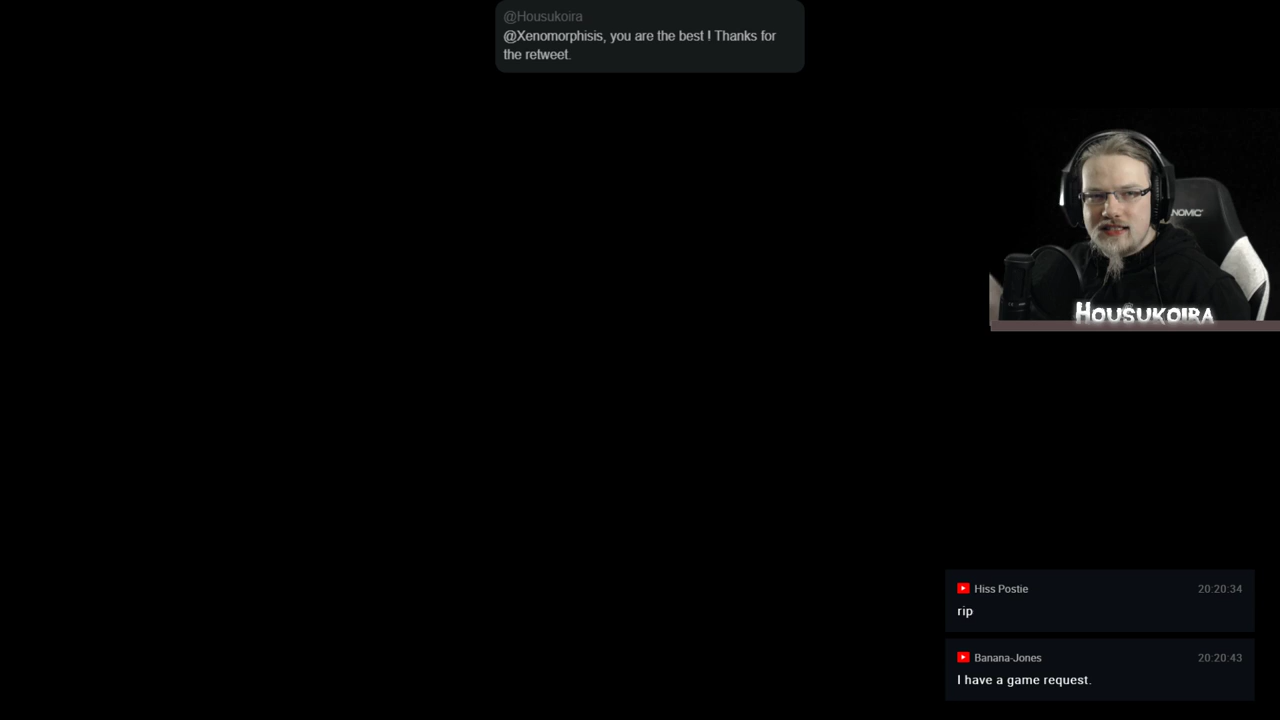 @Housukoira
@Xenomorphisis, you are the best ! Thanks for
the retweet.
NOMIC
HOUSUKOIRA
Hiss Postie 20:20:34
rip
Banana-Jones 20:20:43
I have a game request.